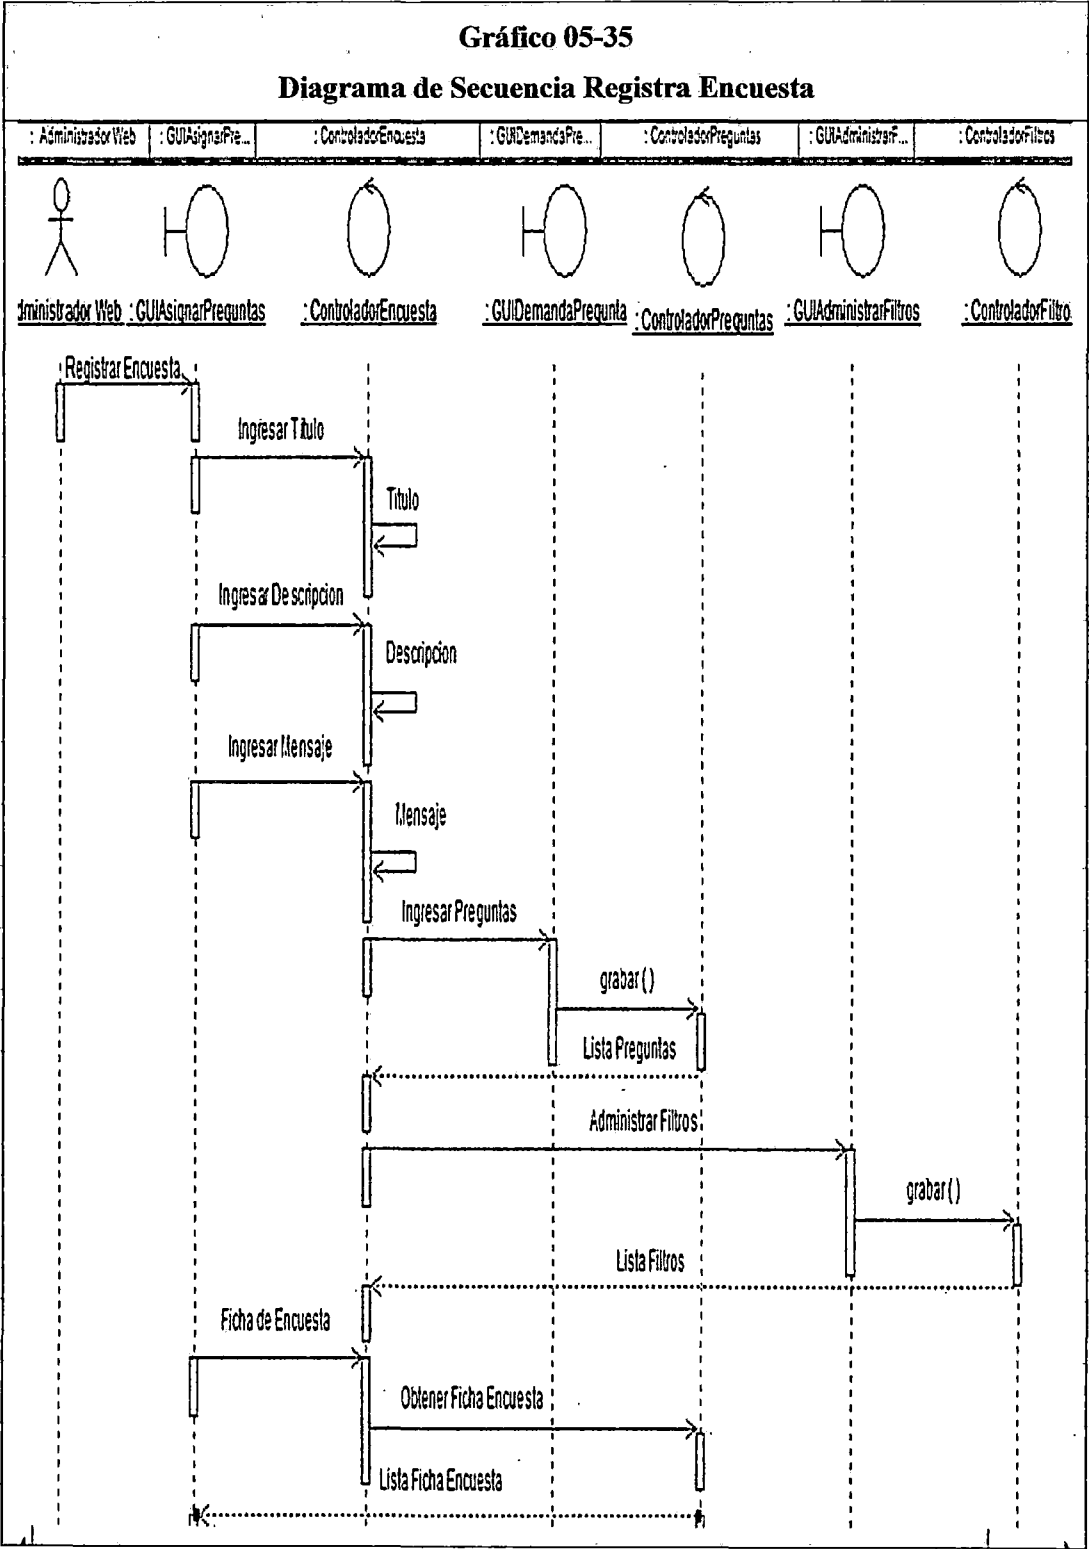 Gráfico 05-35
Diagrama de Secuencia Registra Encuesta
: Administrador Web : GUIAsignarPre... : ControladorEncuesta : GUIDemandaPre... : ControladorPreguntas : GUIAdministrarF... : ControladorFiltros
dministrador Web : GUIAsignarPreguntas : ControladorEncuesta : GUIDemandaPregunta : ControladorPreguntas : GUIAdministrarFiltros : ControladorFiltro
Registrar Encuesta
Ingresar Titulo
Titulo
Ingresar Descripcion
Descripcion
Ingresar Mensaje
Mensaje
Ingresar Preguntas
grabar ( )
Lista Preguntas
Administrar Filtros
grabar ( )
Lista Filtros
Ficha de Encuesta
Obtener Ficha Encuesta
Lista Ficha Encuesta